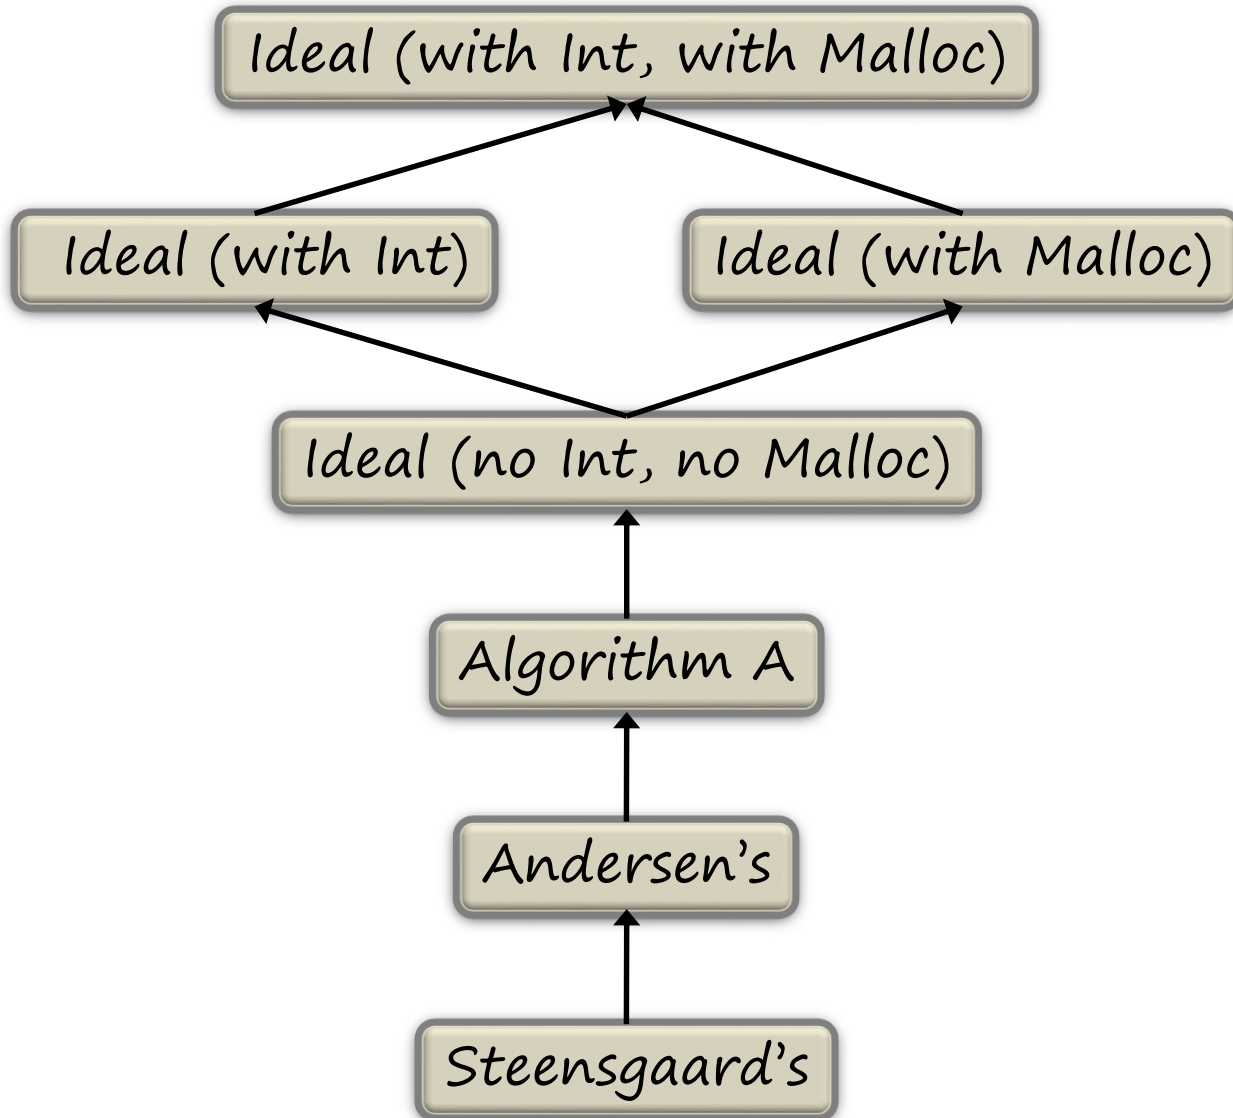 Ideal (with Int, with Malloc)
Ideal (with Int)
Ideal (with Malloc)
Ideal (no Int, no Malloc)
Algorithm A
Andersen’s
Steensgaard’s